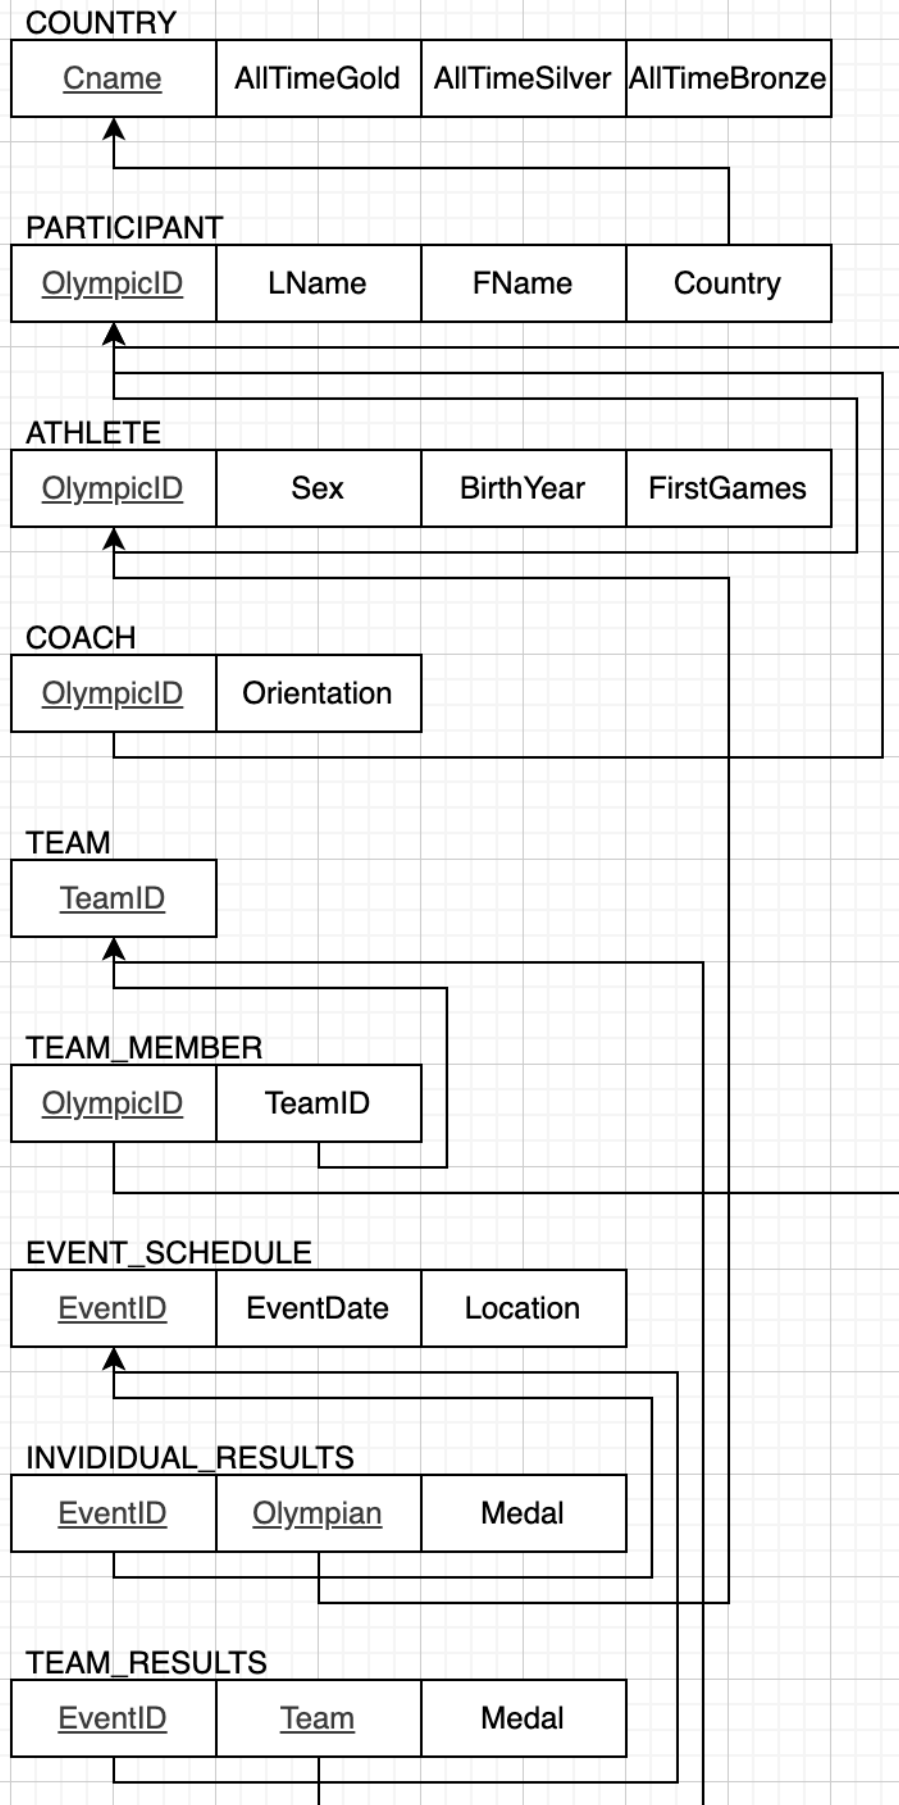 COUNTRY
Cname AllTimeGold AllTimeSilver AllTimeBronze
PARTICIPANT
OlympicID LName FName Country
ATHLETE
OlympicID Sex BirthYear FirstGames
COACH
OlympicID Orientation
TEAM
TeamID
TEAM_MEMBER
OlympicID TeamID
EVENT_SCHEDULE
EventID EventDate Location
INVIDIDUAL_RESULTS
EventID Olympian Medal
TEAM_RESULTS
EventID Team Medal